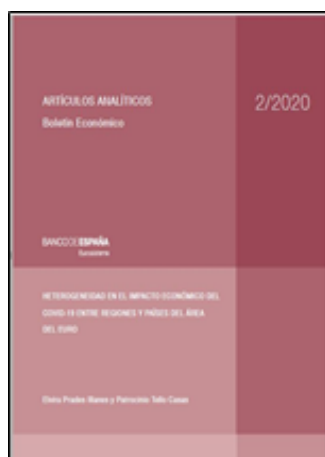 ARTÍCULOS ANALÍTICOS
2/2020
Boletín Económico
BANCO DE ESPAÑA
Eurosistema
HETEROGENEIDAD EN EL IMPACTO ECONÓMICO DEL
COVID-19 ENTRE REGIONES Y PAÍSES DEL ÁREA
DEL EURO
Elvira Prades Illanes y Patrocinio Tello Casas